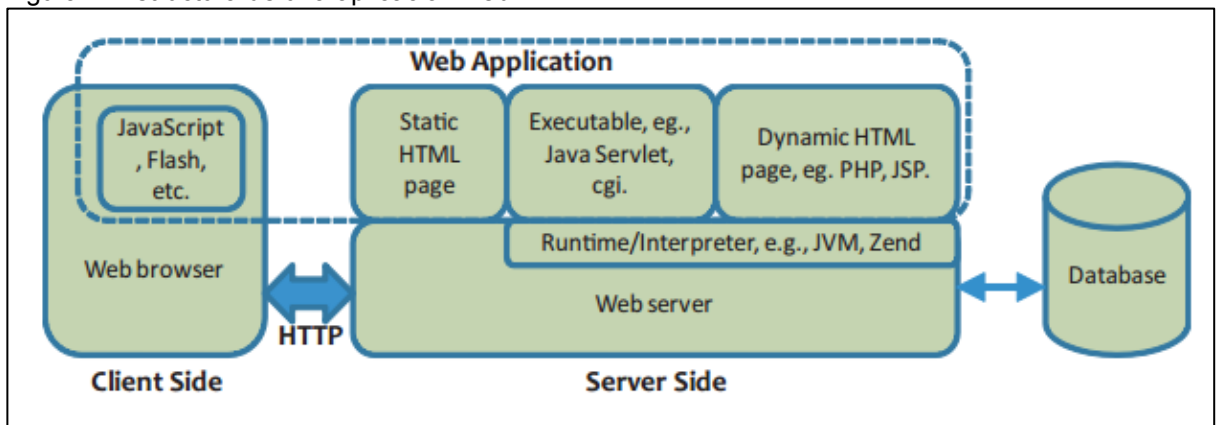 Web Application
JavaScript
, Flash,
etc.
Static
HTML
page
Executable, eg.,
Java Servlet,
cgi.
Dynamic HTML
page, eg. PHP, JSP.
Runtime/Interpreter, e.g., JVM, Zend
Web browser
HTTP
Web server
Database
Client Side
Server Side